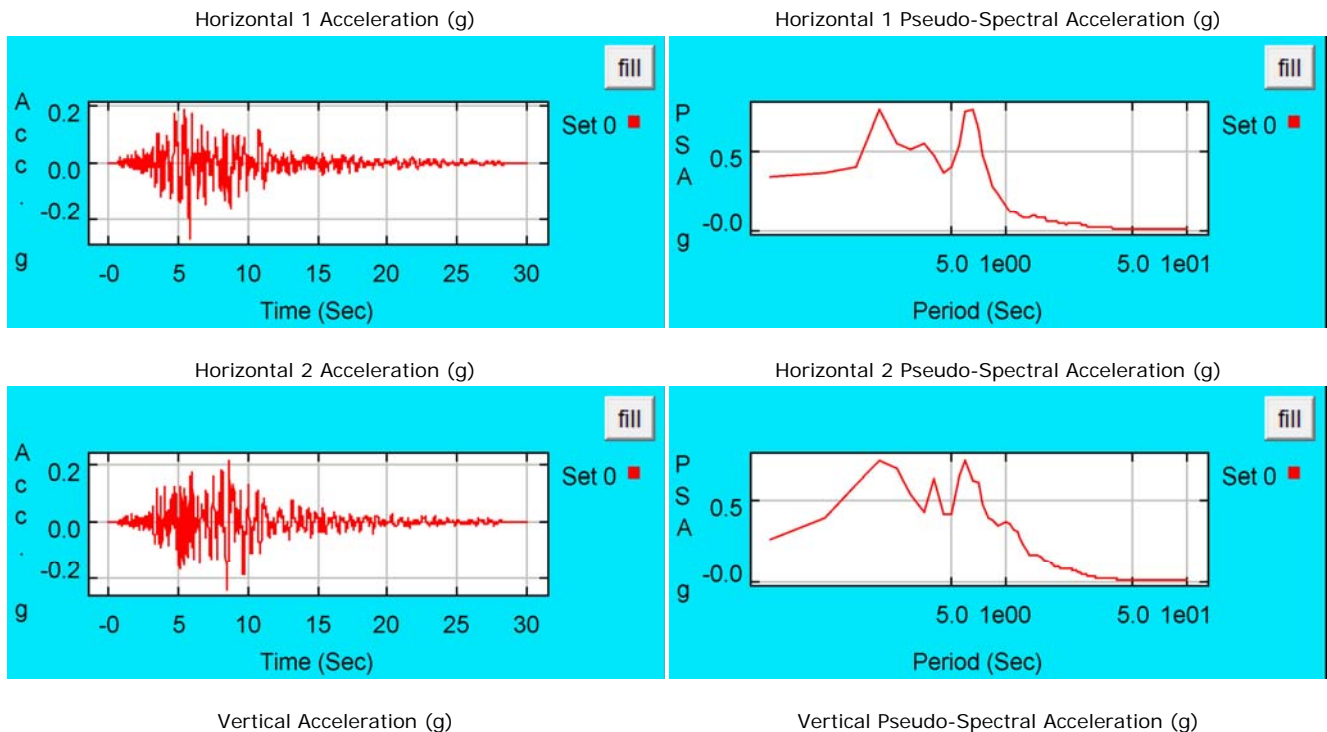 Horizontal 1 Acceleration (g)
fill
Acc. g
0.2
0.0
-0.2
-0 5 10 15 20 25 30
Time (Sec)
Set 0
Horizontal 1 Pseudo-Spectral Acceleration (g)
fill
PSA g
0.5
-0.0
5.0 1e00 5.0 1e01
Period (Sec)
Set 0
Horizontal 2 Acceleration (g)
fill
Acc. g
0.2
0.0
-0.2
-0 5 10 15 20 25 30
Time (Sec)
Set 0
Horizontal 2 Pseudo-Spectral Acceleration (g)
fill
PSA g
0.5
-0.0
5.0 1e00 5.0 1e01
Period (Sec)
Set 0
Vertical Acceleration (g)
Vertical Pseudo-Spectral Acceleration (g)